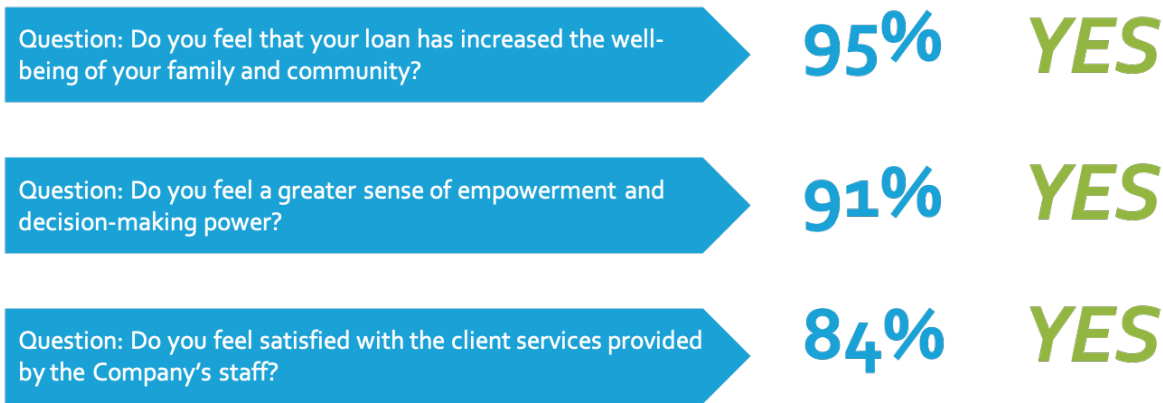 Question: Do you feel that your loan has increased the well-
being of your family and community?
95% YES
Question: Do you feel a greater sense of empowerment and
decision-making power?
91% YES
Question: Do you feel satisfied with the client services provided
by the Company's staff?
84% YES